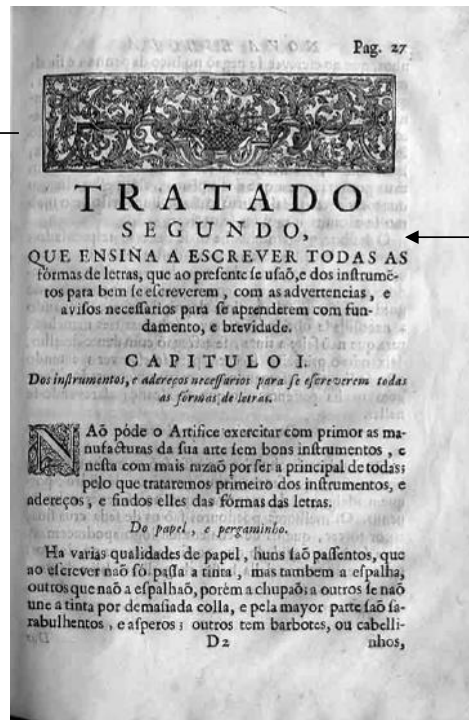 Pag. 27
TRATADO
SEGUNDO,
QUE ENSINA A ESCREVER TODAS AS
fórmas de letras, que ao preſente ſe uſaõ, e dos inſtrumẽ-
tos para bem ſe eſcreverem, com as advertencias, e
aviſos neceſſarios para ſe aprenderem com fun-
damento, e brevidade.
CAPITULO I.
Dos inſtrumentos, e adereços neceſſarios para ſe eſcreverem todas
as fórmas de letras.
NAõ póde o Artifice exercitar com primor as ma-
nufacturas da ſua arte ſem bons inſtrumentos, e
neſta com mais razaõ por ſer a principal de todas;
pelo que trataremos primeiro dos inſtrumentos, e
adereços, e findos elles das fórmas das letras.
Do papel, e pergaminho.
Ha varias qualidades de papel, huns ſaõ paſſentos, que
ao eſcrever naõ ſó paſſa a tinta, mas tambem a eſpalha,
outros que naõ a eſpalhaõ, porèm a chupaõ; a outros ſe naõ
une a tinta por demaſiada colla, e pela mayor parte ſaõ ſa-
rabulhentos, e aſperos; outros tem barbotes, ou cabelli-
D2 nhos,